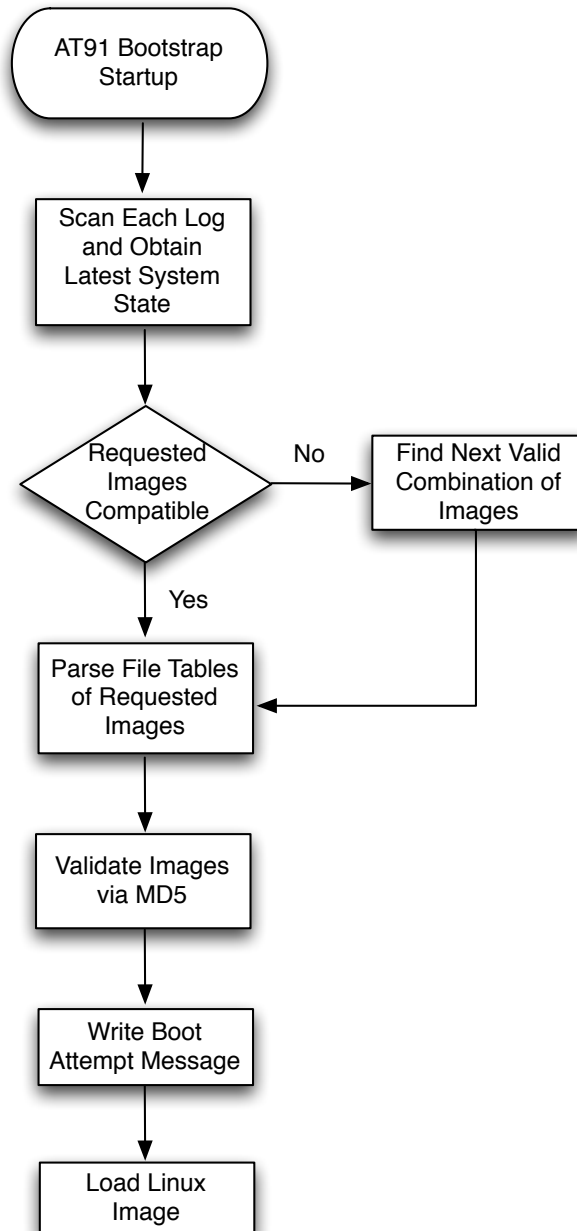 AT91 Bootstrap
Startup
Scan Each Log
and Obtain
Latest System
State
Requested
Images
Compatible
No
Find Next Valid
Combination of
Images
Yes
Parse File Tables
of Requested
Images
Validate Images
via MD5
Write Boot
Attempt Message
Load Linux
Image